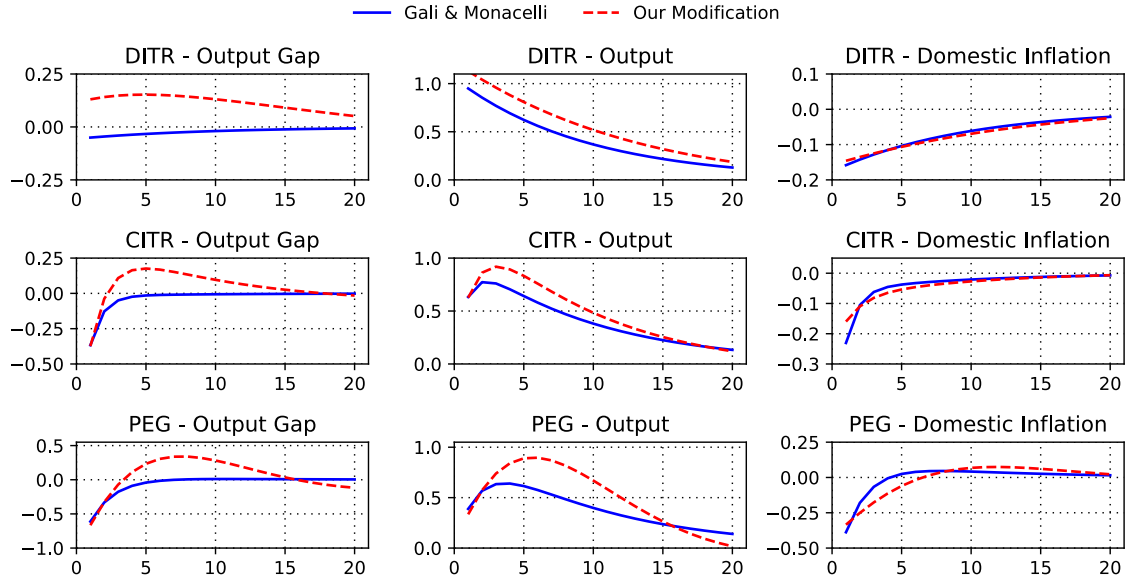 Gali & Monacelli Our Modification
DITR - Output Gap
0.25
0.00
−0.25
0 5 10 15 20
DITR - Output
1.0
0.5
0.0
0 5 10 15 20
DITR - Domestic Inflation
0.1
0.0
−0.1
−0.2
0 5 10 15 20
CITR - Output Gap
0.25
0.00
−0.25
−0.50
0 5 10 15 20
CITR - Output
1.0
0.5
0.0
0 5 10 15 20
CITR - Domestic Inflation
0.0
−0.1
−0.2
−0.3
0 5 10 15 20
PEG - Output Gap
0.5
0.0
−0.5
−1.0
0 5 10 15 20
PEG - Output
1.0
0.5
0.0
0 5 10 15 20
PEG - Domestic Inflation
0.25
0.00
−0.25
−0.50
0 5 10 15 20